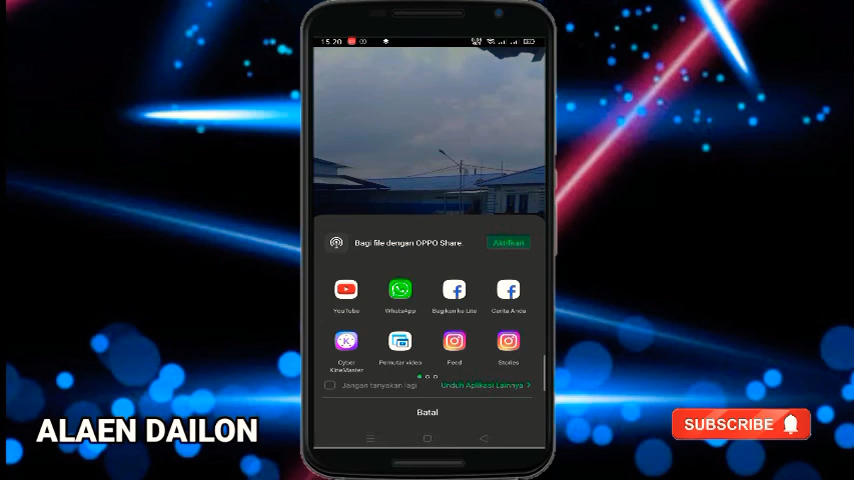 15.20
Bagi file dengan OPPO Share.
Aktifkan
YouTube
WhatsApp
Bagikan ke Lite
Cerita Anda
Cyber KineMaster
Pemutar video
Feed
Stories
Jangan tanyakan lagi
Unduh Aplikasi Lainnya
Batal
ALAEN DAILON
SUBSCRIBE